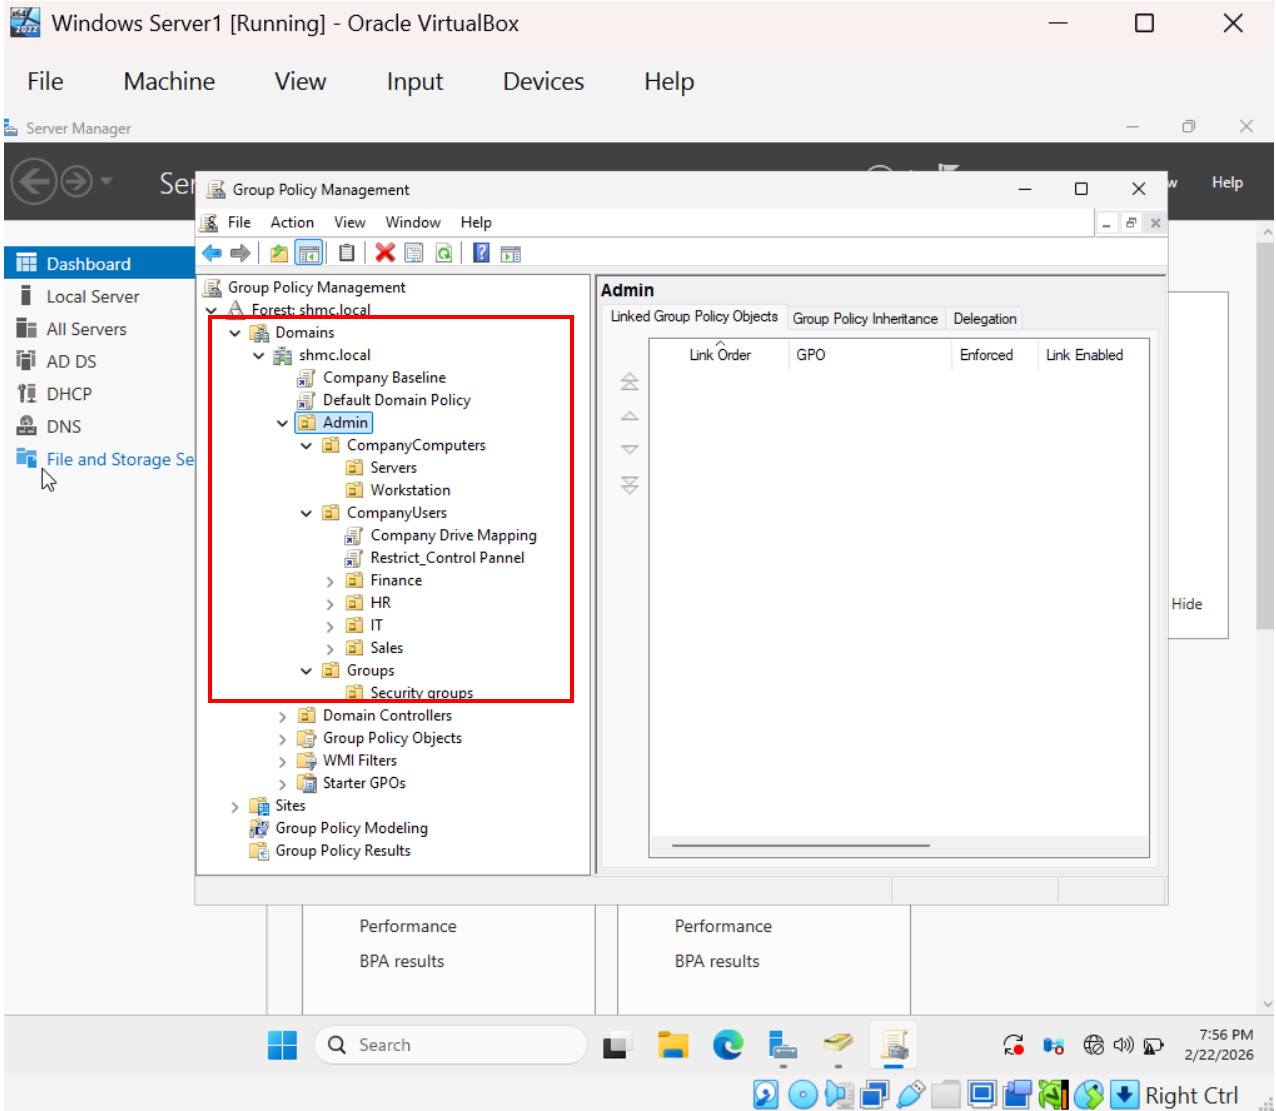 Windows Server1 [Running] - Oracle VirtualBox
File Machine View Input Devices Help
Server Manager
Ser
w Help
Dashboard
Local Server
All Servers
AD DS
DHCP
DNS
File and Storage Se
Group Policy Management
File Action View Window Help
Group Policy Management
Forest: shmc.local
Domains
shmc.local
Company Baseline
Default Domain Policy
Admin
CompanyComputers
Servers
Workstation
CompanyUsers
Company Drive Mapping
Restrict_Control Pannel
Finance
HR
IT
Sales
Groups
Security groups
Domain Controllers
Group Policy Objects
WMI Filters
Starter GPOs
Sites
Group Policy Modeling
Group Policy Results
Admin
Linked Group Policy Objects Group Policy Inheritance Delegation
Link Order GPO Enforced Link Enabled
Hide
Performance Performance
BPA results BPA results
Search
7:56 PM
2/22/2026
Right Ctrl